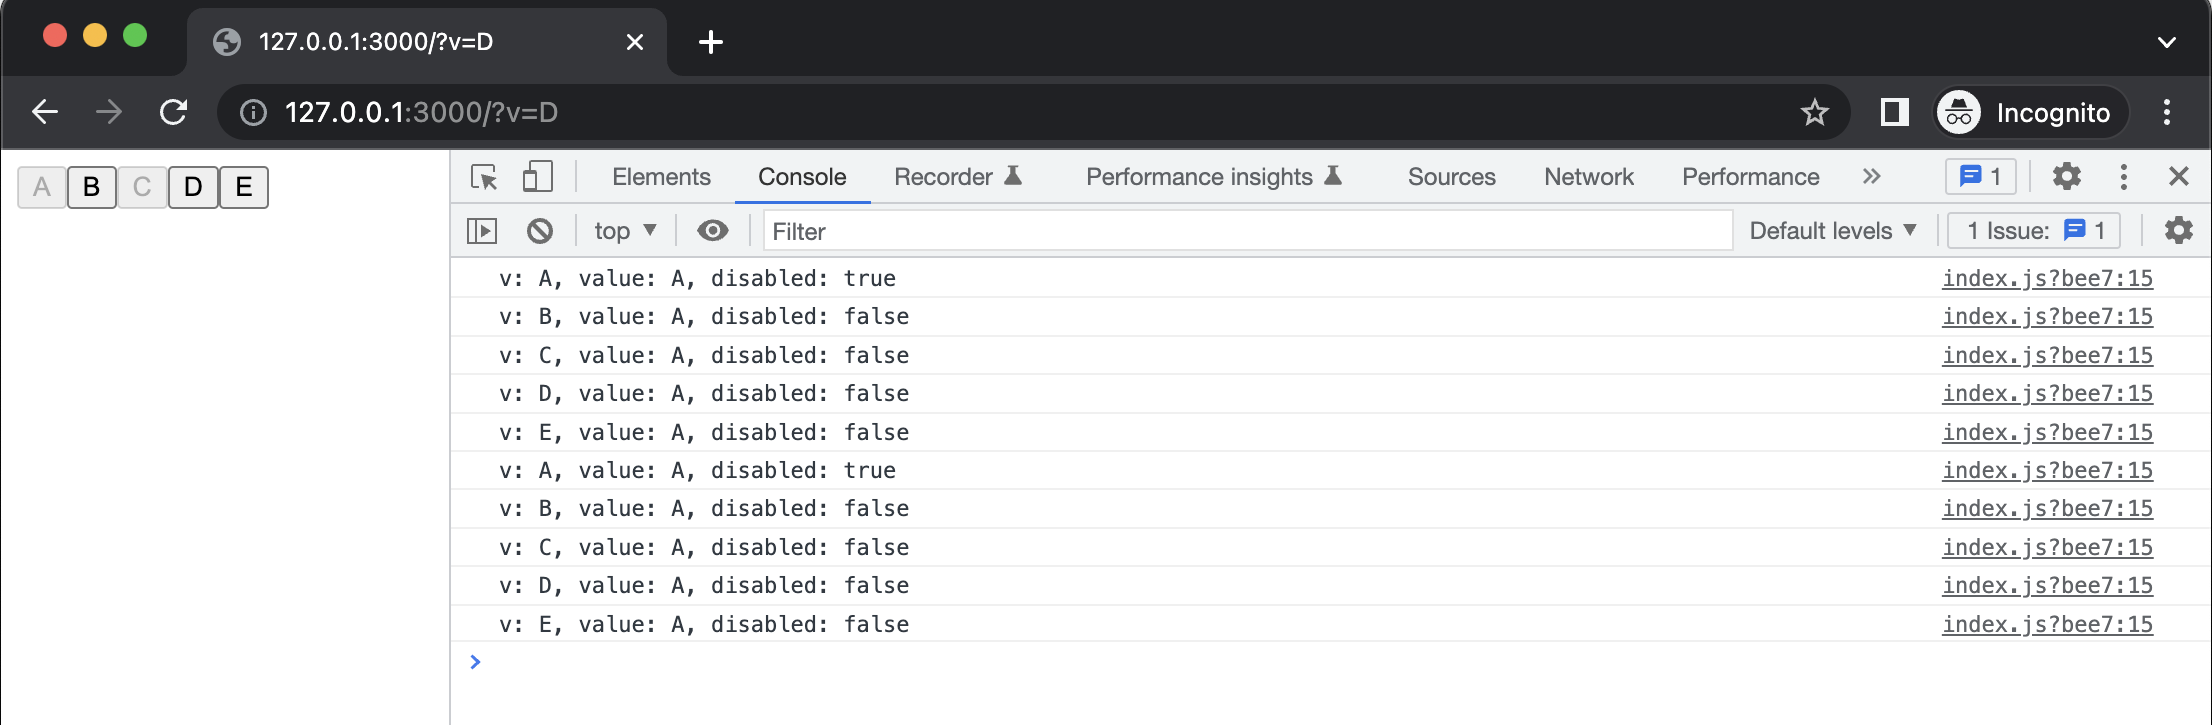 127.0.0.1:3000/?v=D
127.0.0.1:3000/?v=D Incognito
A B C D E
Elements Console Recorder Performance insights Sources Network Performance 1
top Filter Default levels 1 Issue: 1
v: A, value: A, disabled: true index.js?bee7:15
v: B, value: A, disabled: false index.js?bee7:15
v: C, value: A, disabled: false index.js?bee7:15
v: D, value: A, disabled: false index.js?bee7:15
v: E, value: A, disabled: false index.js?bee7:15
v: A, value: A, disabled: true index.js?bee7:15
v: B, value: A, disabled: false index.js?bee7:15
v: C, value: A, disabled: false index.js?bee7:15
v: D, value: A, disabled: false index.js?bee7:15
v: E, value: A, disabled: false index.js?bee7:15